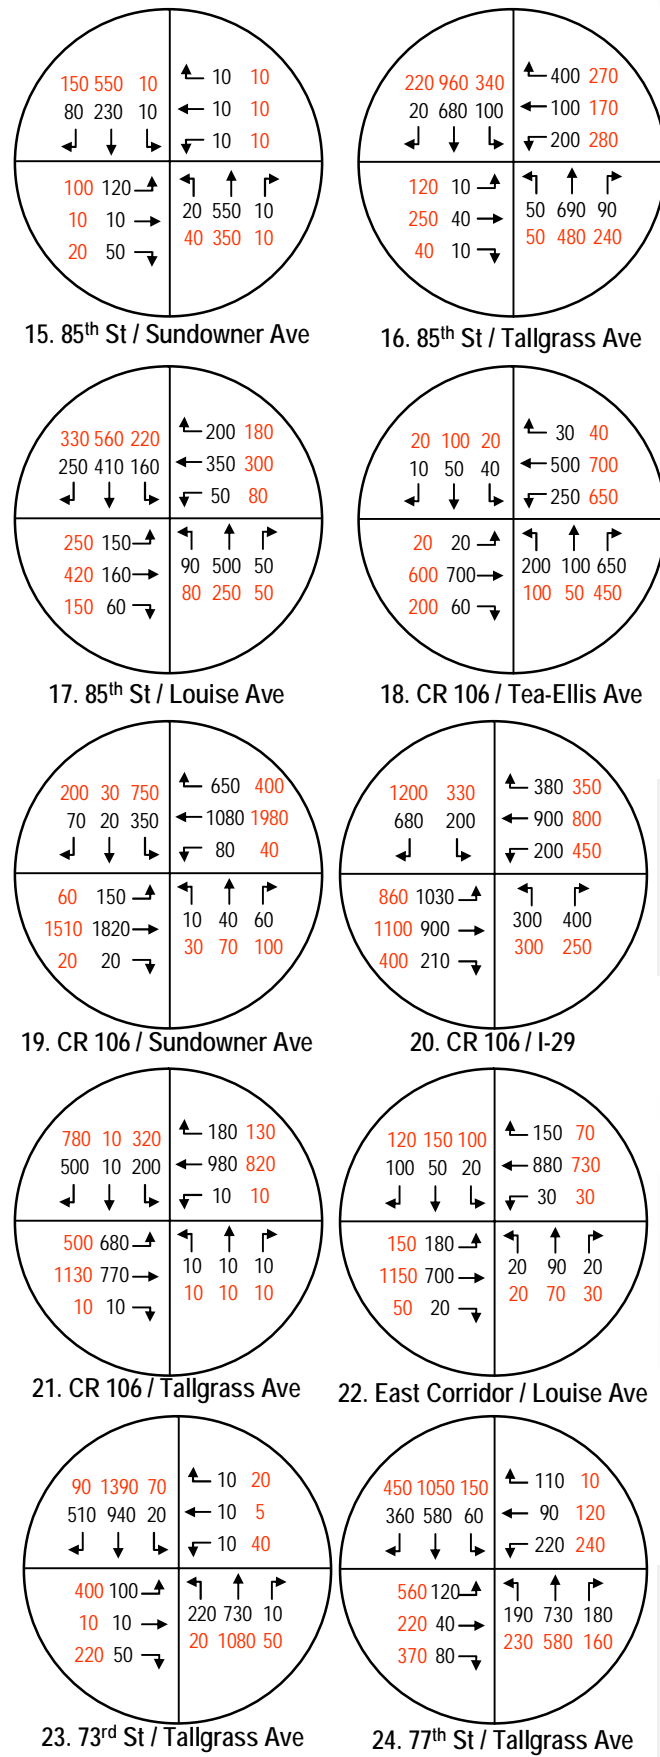 150 550 10
80 230 10
10 10
10 10
10 10
100 120
10 10
20 50
20 550 10
40 350 10
15. 85th St / Sundowner Ave
220 960 340
20 680 100
400 270
100 170
200 280
120 10
250 40
40 10
50 690 90
50 480 240
16. 85th St / Tallgrass Ave
330 560 220
250 410 160
200 180
350 300
50 80
250 150
420 160
150 60
90 500 50
80 250 50
17. 85th St / Louise Ave
20 100 20
10 50 40
30 40
500 700
250 650
20 20
600 700
200 60
200 100 650
100 50 450
18. CR 106 / Tea-Ellis Ave
200 30 750
70 20 350
650 400
1080 1980
80 40
60 150
1510 1820
20 20
10 40 60
30 70 100
19. CR 106 / Sundowner Ave
1200 330
680 200
380 350
900 800
200 450
860 1030
1100 900
400 210
300 400
300 250
20. CR 106 / I-29
780 10 320
500 10 200
180 130
980 820
10 10
500 680
1130 770
10 10
10 10 10
10 10 10
21. CR 106 / Tallgrass Ave
120 150 100
100 50 20
150 70
880 730
30 30
150 180
1150 700
50 20
20 90 20
20 70 30
22. East Corridor / Louise Ave
90 1390 70
510 940 20
10 20
10 5
10 40
400 100
10 10
220 50
220 730 10
20 1080 50
23. 73rd St / Tallgrass Ave
450 1050 150
360 580 60
110 10
90 120
220 240
560 120
220 40
370 80
190 730 180
230 580 160
24. 77th St / Tallgrass Ave